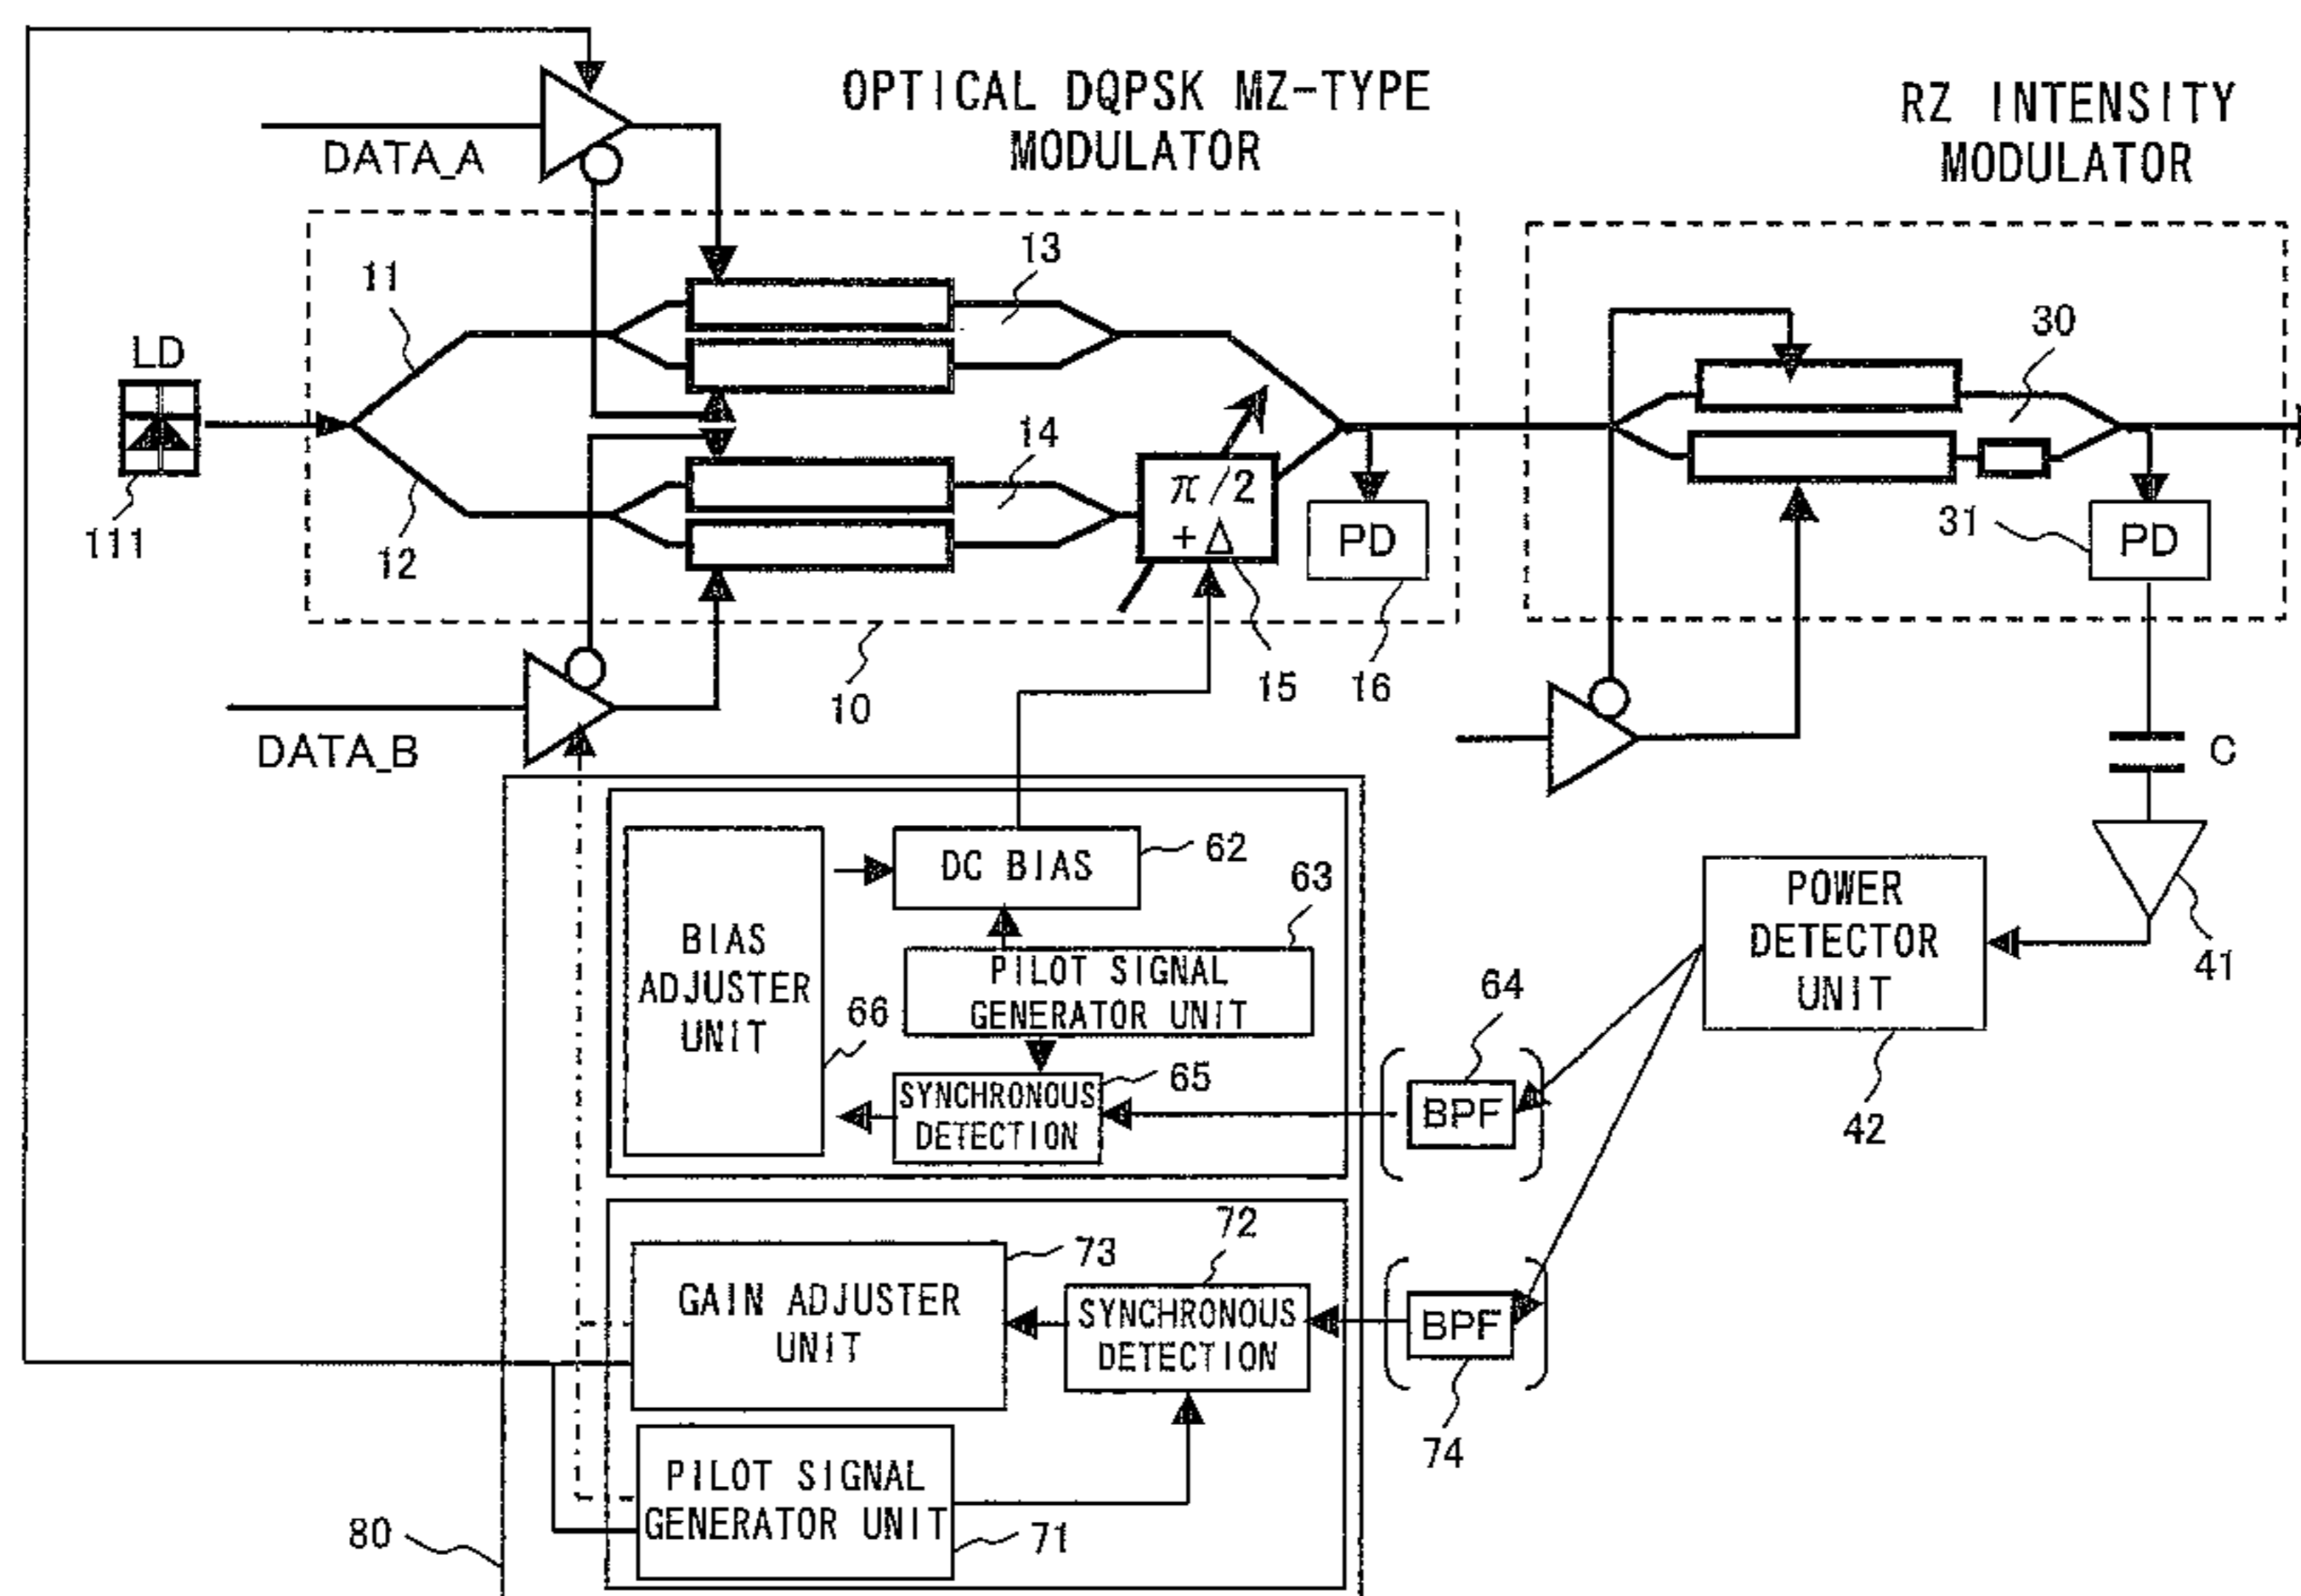 OPTICAL DQPSK MZ-TYPE
MODULATOR
RZ INTENSITY
MODULATOR
DATA_A
11
13
LD
30
14
π/2
+Δ
PD
31
PD
111
12
10
15
16
DATA_B
C
DC BIAS
62
63
POWER
DETECTOR
UNIT
41
BIAS
ADJUSTER
UNIT
66
PILOT SIGNAL
GENERATOR UNIT
64
65
SYNCHRONOUS
DETECTION
BPF
42
72
73
GAIN ADJUSTER
UNIT
SYNCHRONOUS
DETECTION
BPF
74
PILOT SIGNAL
GENERATOR UNIT
71
80